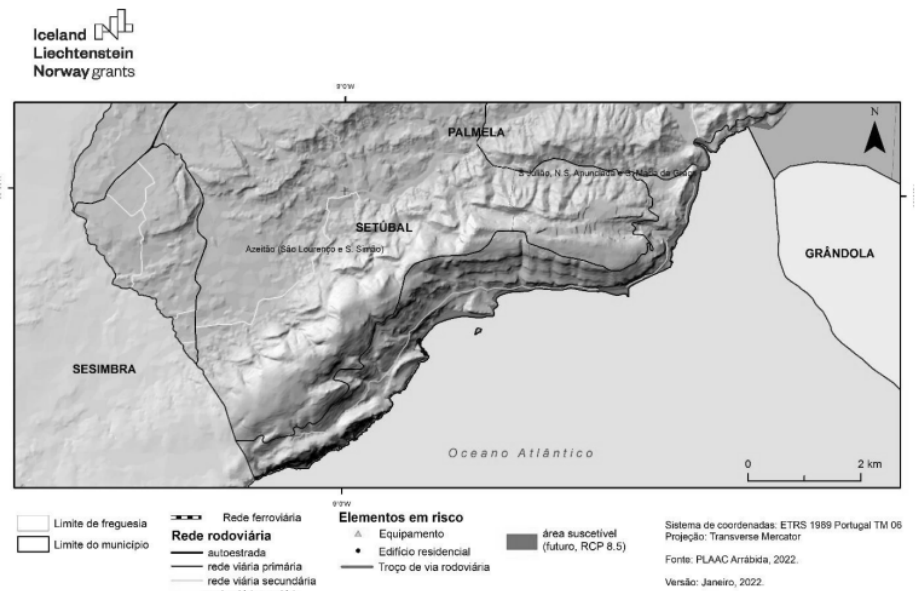 Iceland
Liechtenstein
Norway grants
9°0'W
PALMELA
N
S. Julião, N.S. Anunciada e S. Maria da Graça
SETÚBAL
Azeitão (São Lourenço e S. Simão)
GRÂNDOLA
SESIMBRA
Oceano Atlântico
0 2 km
9°0'W
Limite de freguesia
Limite do município
Rede ferroviária
Rede rodoviária
autoestrada
rede viária primária
rede viária secundária
Elementos em risco
Equipamento
Edifício residencial
Troço de via rodoviária
área suscetível
(futuro, RCP 8.5)
Sistema de coordenadas: ETRS 1989 Portugal TM 06
Projeção: Transverse Mercator
Fonte: PLAAC Arrábida, 2022.
Versão: Janeiro, 2022.